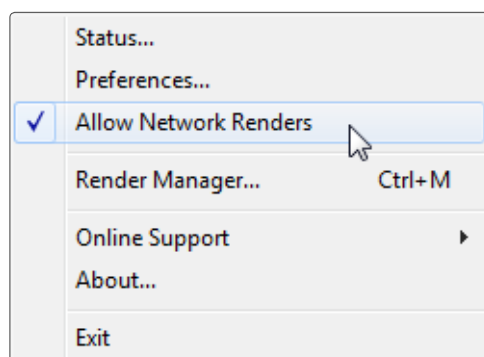 Status...
Preferences...
Allow Network Renders
Render Manager... Ctrl+M
Online Support
About...
Exit